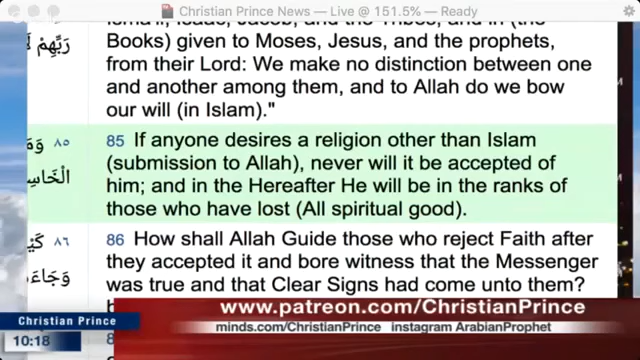 Christian Prince News — Live @ 151.5% — Ready
Isma'il, Isaac, Jacob, and the Tribes, and in (the
Books) given to Moses, Jesus, and the prophets,
from their Lord: We make no distinction between one
and another among them, and to Allah do we bow
our will (in Islam)."
رَبِّهِمْ لَا
85 If anyone desires a religion other than Islam
(submission to Allah), never will it be accepted of
him; and in the Hereafter He will be in the ranks of
those who have lost (All spiritual good).
٨٥ وَمَ
الْخَاسِ
86 How shall Allah Guide those who reject Faith after
they accepted it and bore witness that the Messenger
was true and that Clear Signs had come unto them?
٨٦ كَيْ
وَجَاءَ
www.patreon.com/ChristianPrince
minds.com/ChristianPrince instagram ArabianProphet
Christian Prince
10:18